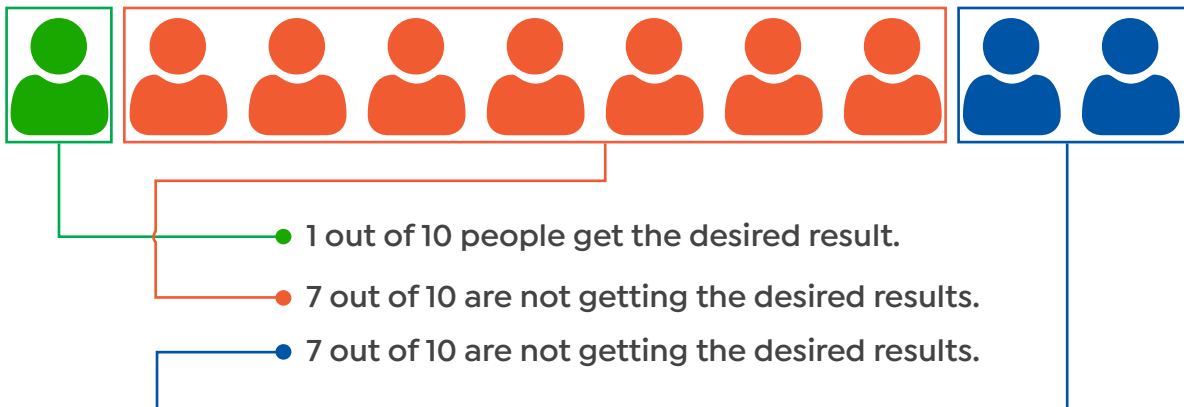 1 out of 10 people get the desired result.
7 out of 10 are not getting the desired results.
7 out of 10 are not getting the desired results.